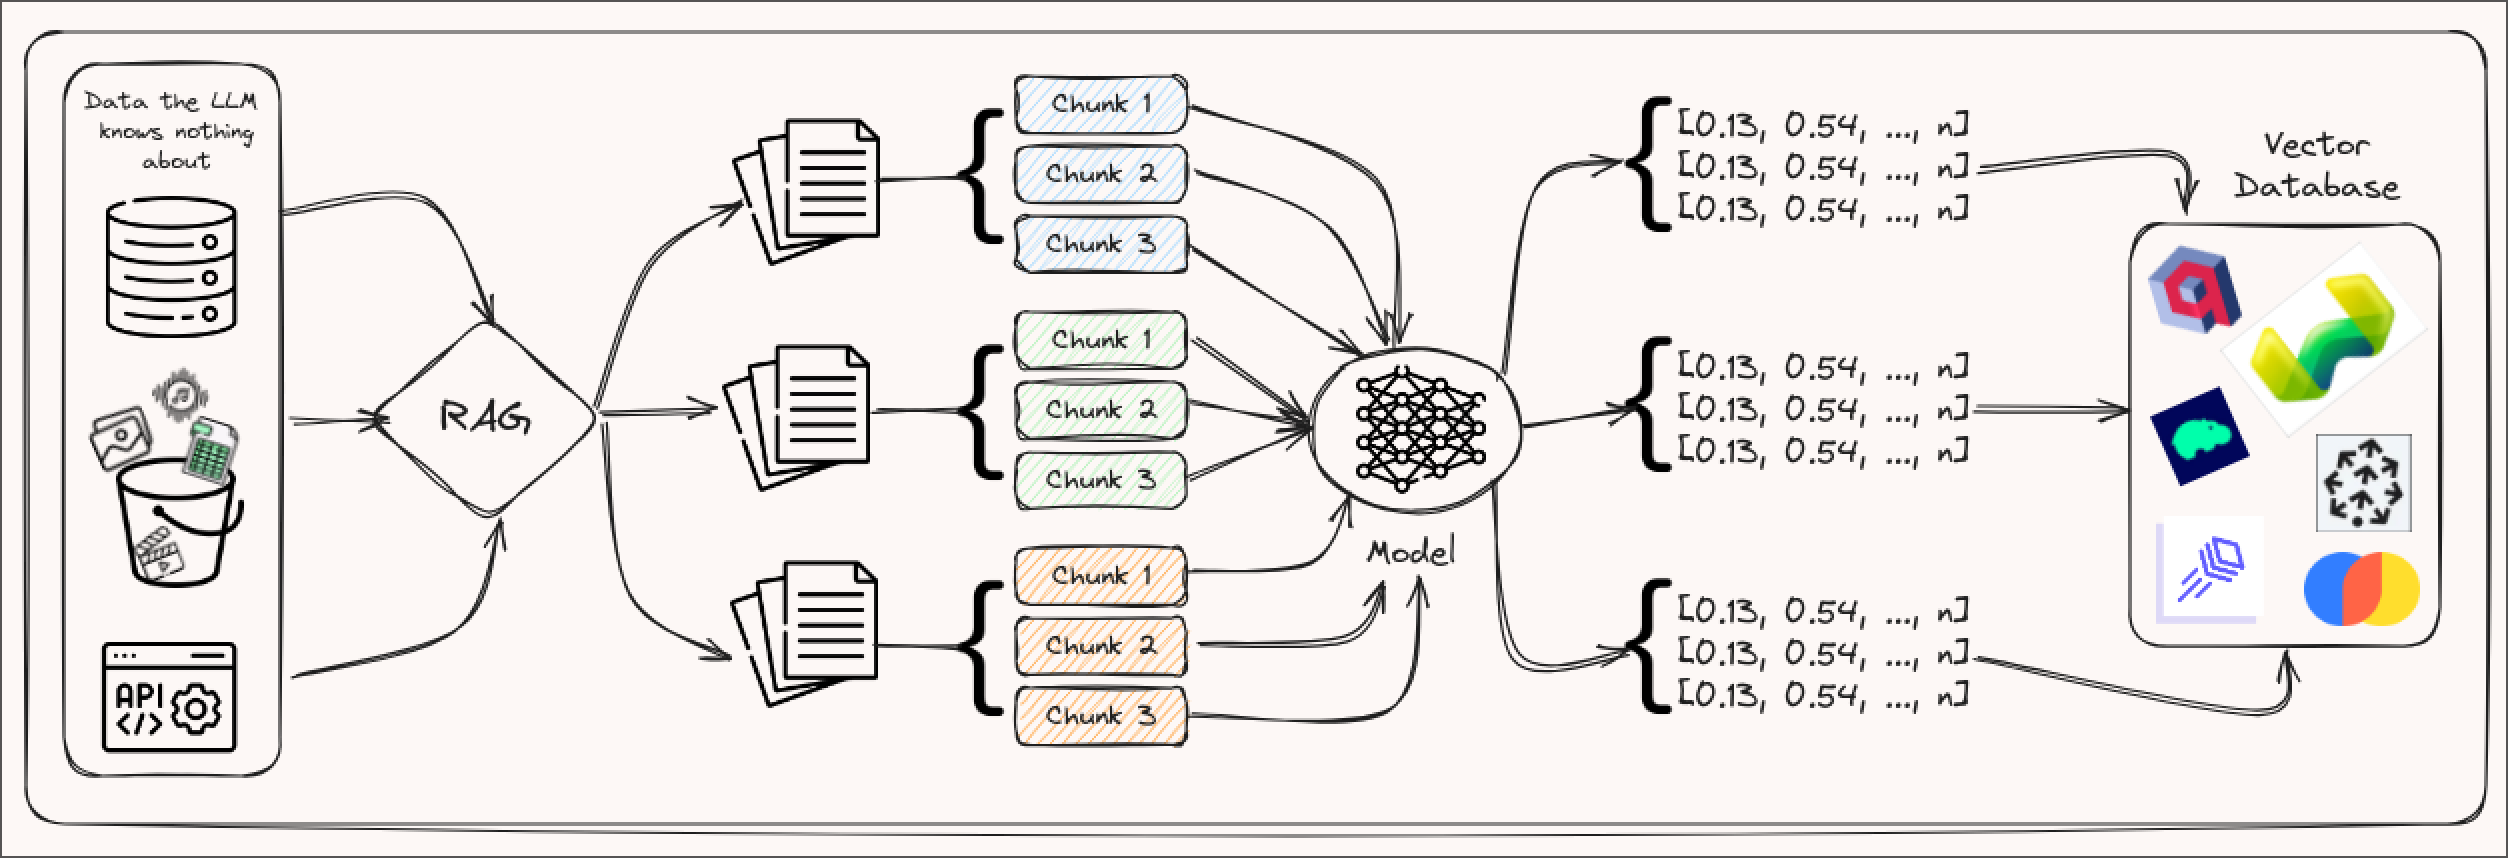 Data the LLM
knows nothing
about
API
</>
RAG
Chunk 1
Chunk 2
Chunk 3
Chunk 1
Chunk 2
Chunk 3
Chunk 1
Chunk 2
Chunk 3
Model
[0.13, 0.54, ..., n]
[0.13, 0.54, ..., n]
[0.13, 0.54, ..., n]
[0.13, 0.54, ..., n]
[0.13, 0.54, ..., n]
[0.13, 0.54, ..., n]
[0.13, 0.54, ..., n]
[0.13, 0.54, ..., n]
[0.13, 0.54, ..., n]
Vector
Database